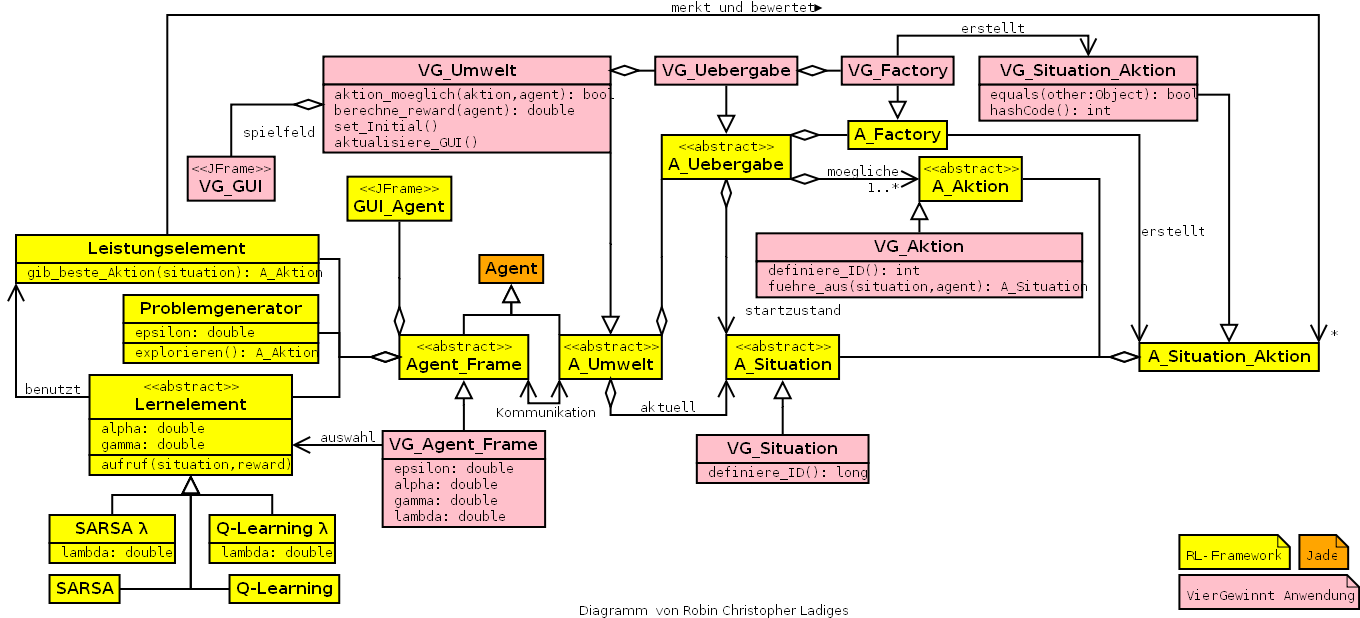 merkt und bewertet▶
erstellt
VG_Umwelt
aktion_moeglich(aktion,agent): bool
berechne_reward(agent): double
set_Initial()
aktualisiere_GUI()
VG_Uebergabe
VG_Factory
VG_Situation_Aktion
equals(other:Object): bool
hashCode(): int
spielfeld
<<JFrame>>
VG_GUI
A_Factory
<<abstract>>
A_Uebergabe
moegliche
1..*
<<abstract>>
A_Aktion
<<JFrame>>
GUI_Agent
erstellt
Leistungselement
gib_beste_Aktion(situation): A_Aktion
VG_Aktion
definiere_ID(): int
fuehre_aus(situation,agent): A_Situation
Agent
Problemgenerator
epsilon: double
explorieren(): A_Aktion
startzustand
*
<<abstract>>
Agent_Frame
<<abstract>>
A_Umwelt
<<abstract>>
A_Situation
A_Situation_Aktion
benutzt
<<abstract>>
Lernelement
alpha: double
gamma: double
aufruf(situation,reward)
Kommunikation
aktuell
auswahl
VG_Agent_Frame
epsilon: double
alpha: double
gamma: double
lambda: double
VG_Situation
definiere_ID(): long
SARSA λ
lambda: double
Q-Learning λ
lambda: double
SARSA
Q-Learning
RL-Framework
Jade
VierGewinnt Anwendung
Diagramm von Robin Christopher Ladiges